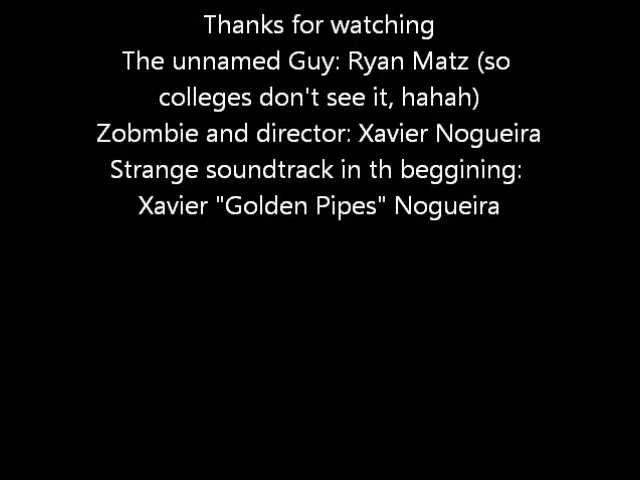 Thanks for watching
The unnamed Guy: Ryan Matz (so
colleges don't see it, hahah)
Zobmbie and director: Xavier Nogueira
Strange soundtrack in th beggining:
Xavier "Golden Pipes" Nogueira